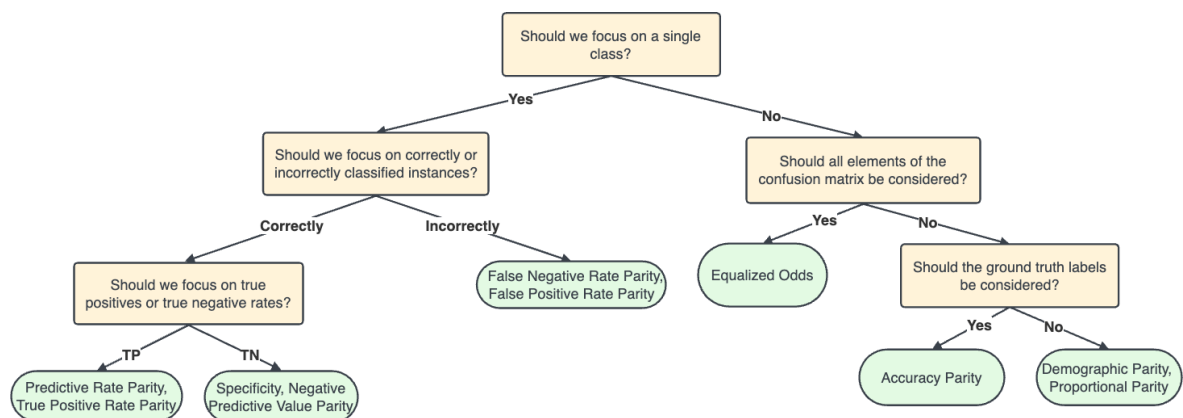 Should we focus on a single
class?
Yes
No
Should we focus on correctly or
incorrectly classified instances?
Should all elements of the
confusion matrix be considered?
Correctly
Incorrectly
Yes
No
Should we focus on true
positives or true negative rates?
False Negative Rate Parity,
False Positive Rate Parity
Equalized Odds
Should the ground truth labels
be considered?
TP
TN
Yes
No
Predictive Rate Parity,
True Positive Rate Parity
Specificity, Negative
Predictive Value Parity
Accuracy Parity
Demographic Parity,
Proportional Parity